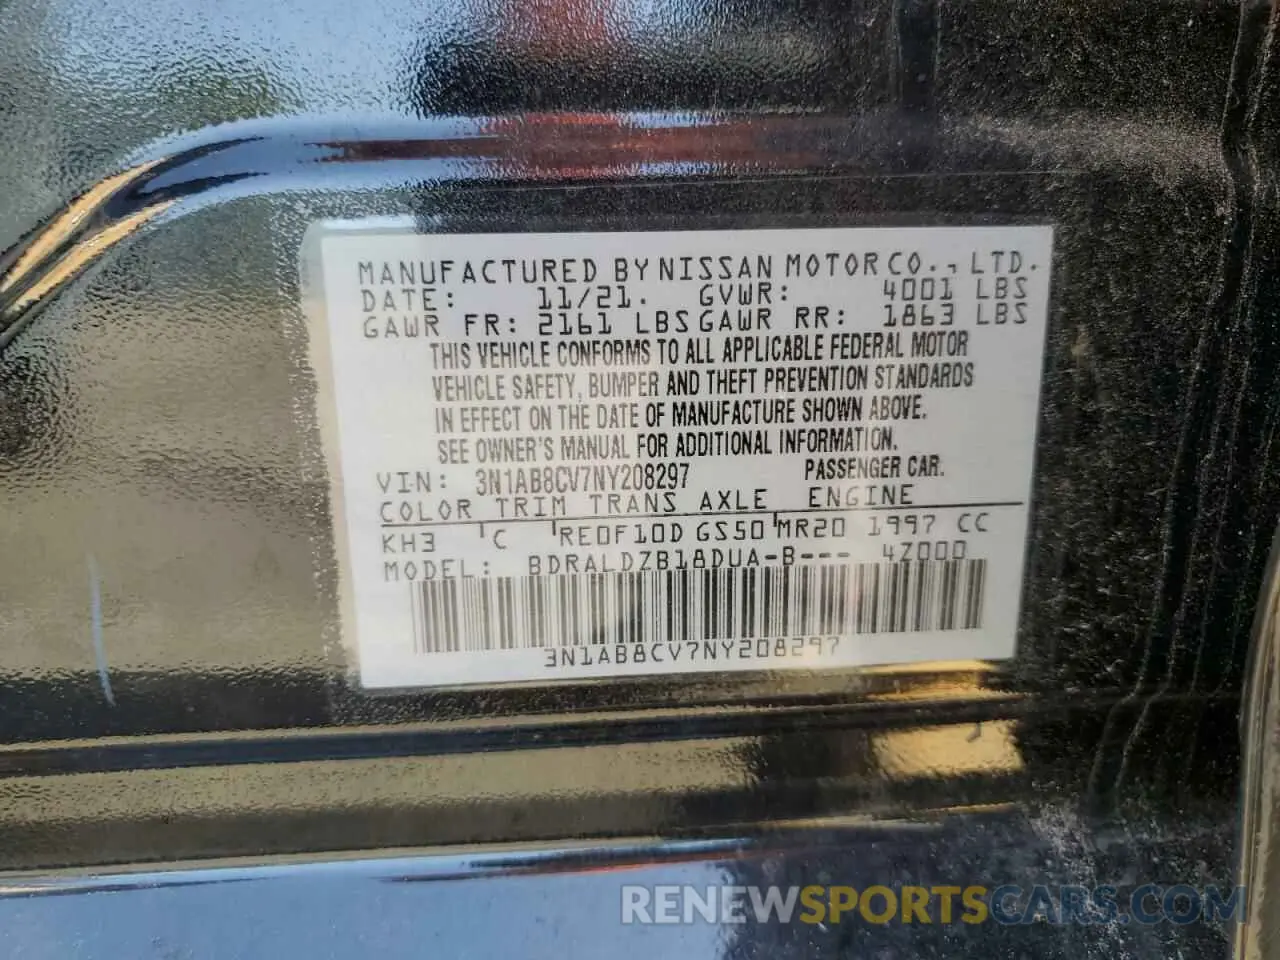 MANUFACTURED BY NISSAN MOTOR CO., LTD.
DATE: 11/21. GVWR: 4001 LBS
GAWR FR: 2161 LBS GAWR RR: 1863 LBS
THIS VEHICLE CONFORMS TO ALL APPLICABLE FEDERAL MOTOR
VEHICLE SAFETY, BUMPER AND THEFT PREVENTION STANDARDS
IN EFFECT ON THE DATE OF MANUFACTURE SHOWN ABOVE.
SEE OWNER'S MANUAL FOR ADDITIONAL INFORMATION.
VIN: 3N1AB8CV7NY208297 PASSENGER CAR.
COLOR TRIM TRANS AXLE ENGINE
KH3 C RE0F10D GS50 MR20 1997 CC
MODEL: BDRALDZB18DUA-B--- 4Z000
3N1AB8CV7NY208297
RENEWSPORTSCARS.COM